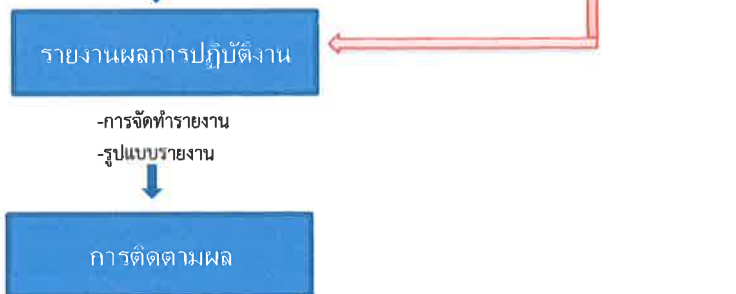 รายงานผลการปฏิบัติงาน
-การจัดทำรายงาน
-รูปแบบรายงาน
การติดตามผล